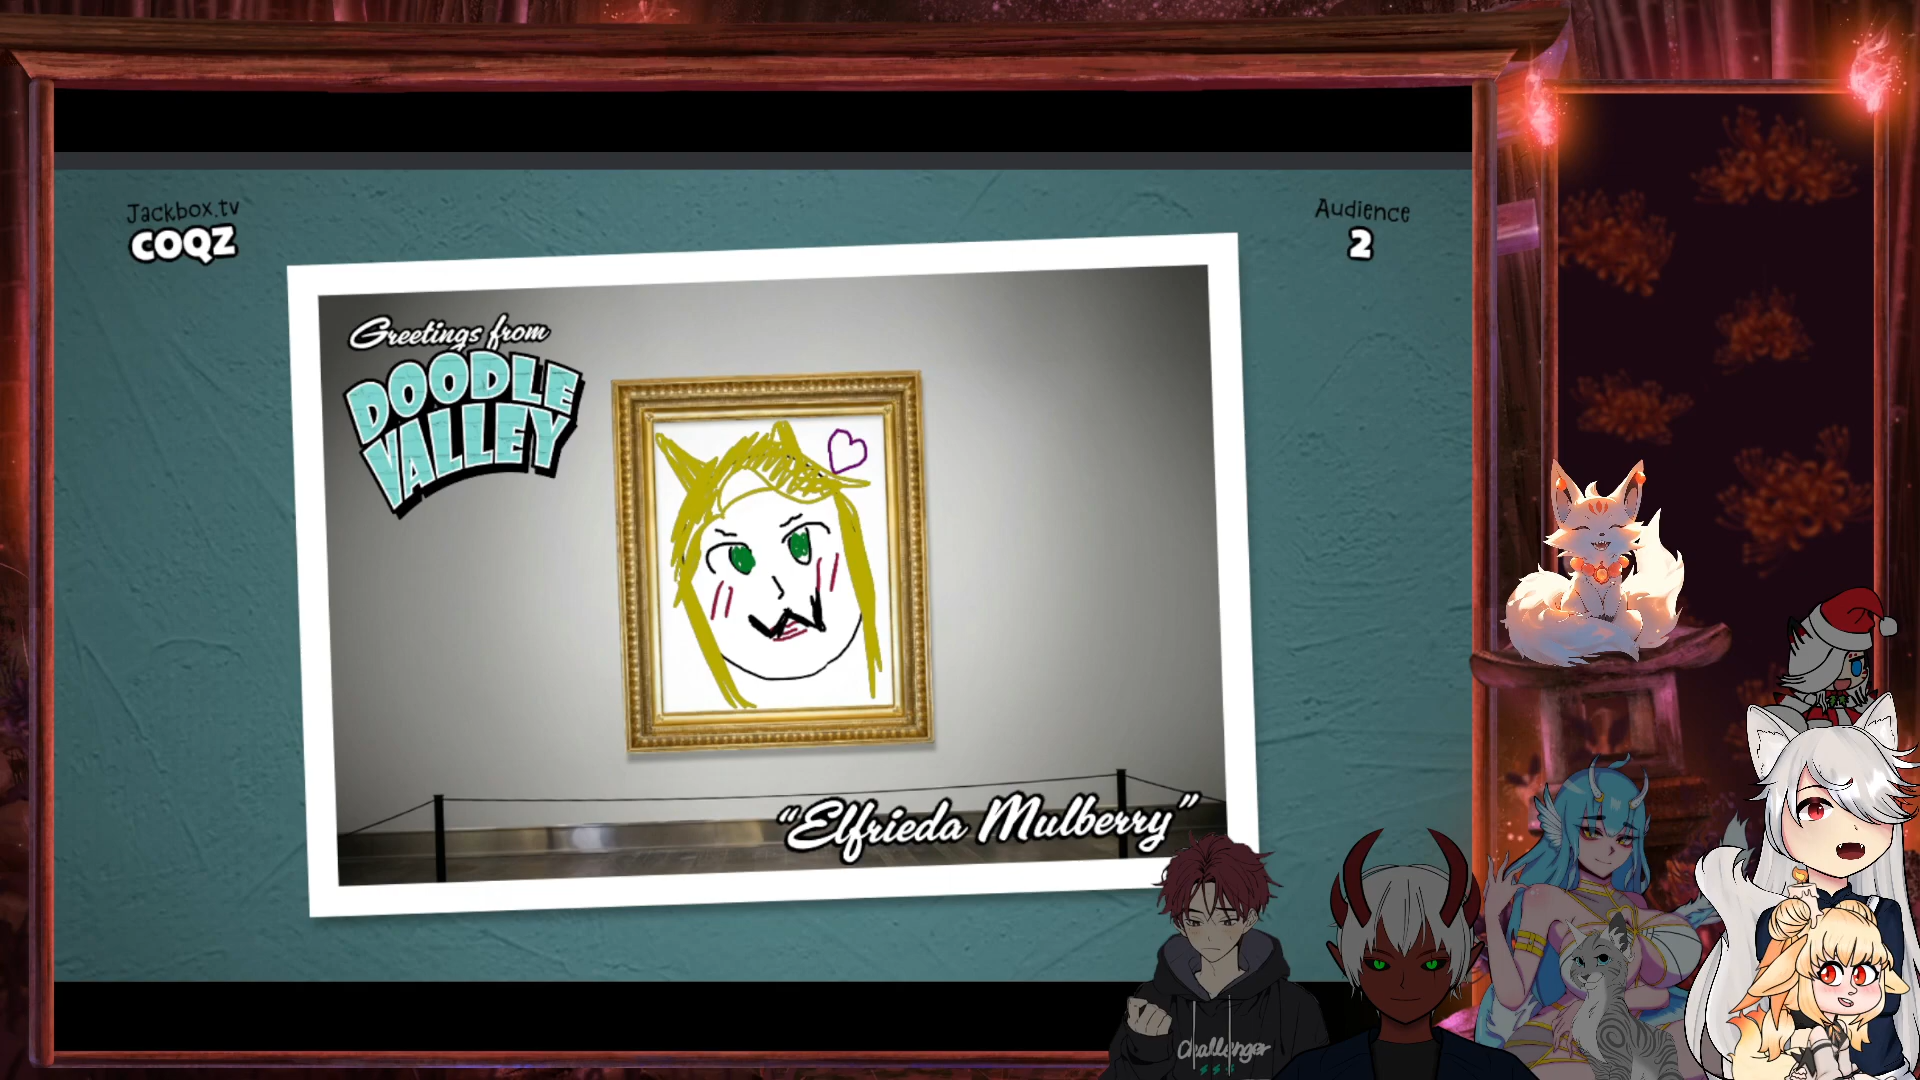 Jackbox.tv
COQZ
Audience
2
Greetings from
DOODLE
VALLEY
"Elfrieda Mulberry"
Challenger